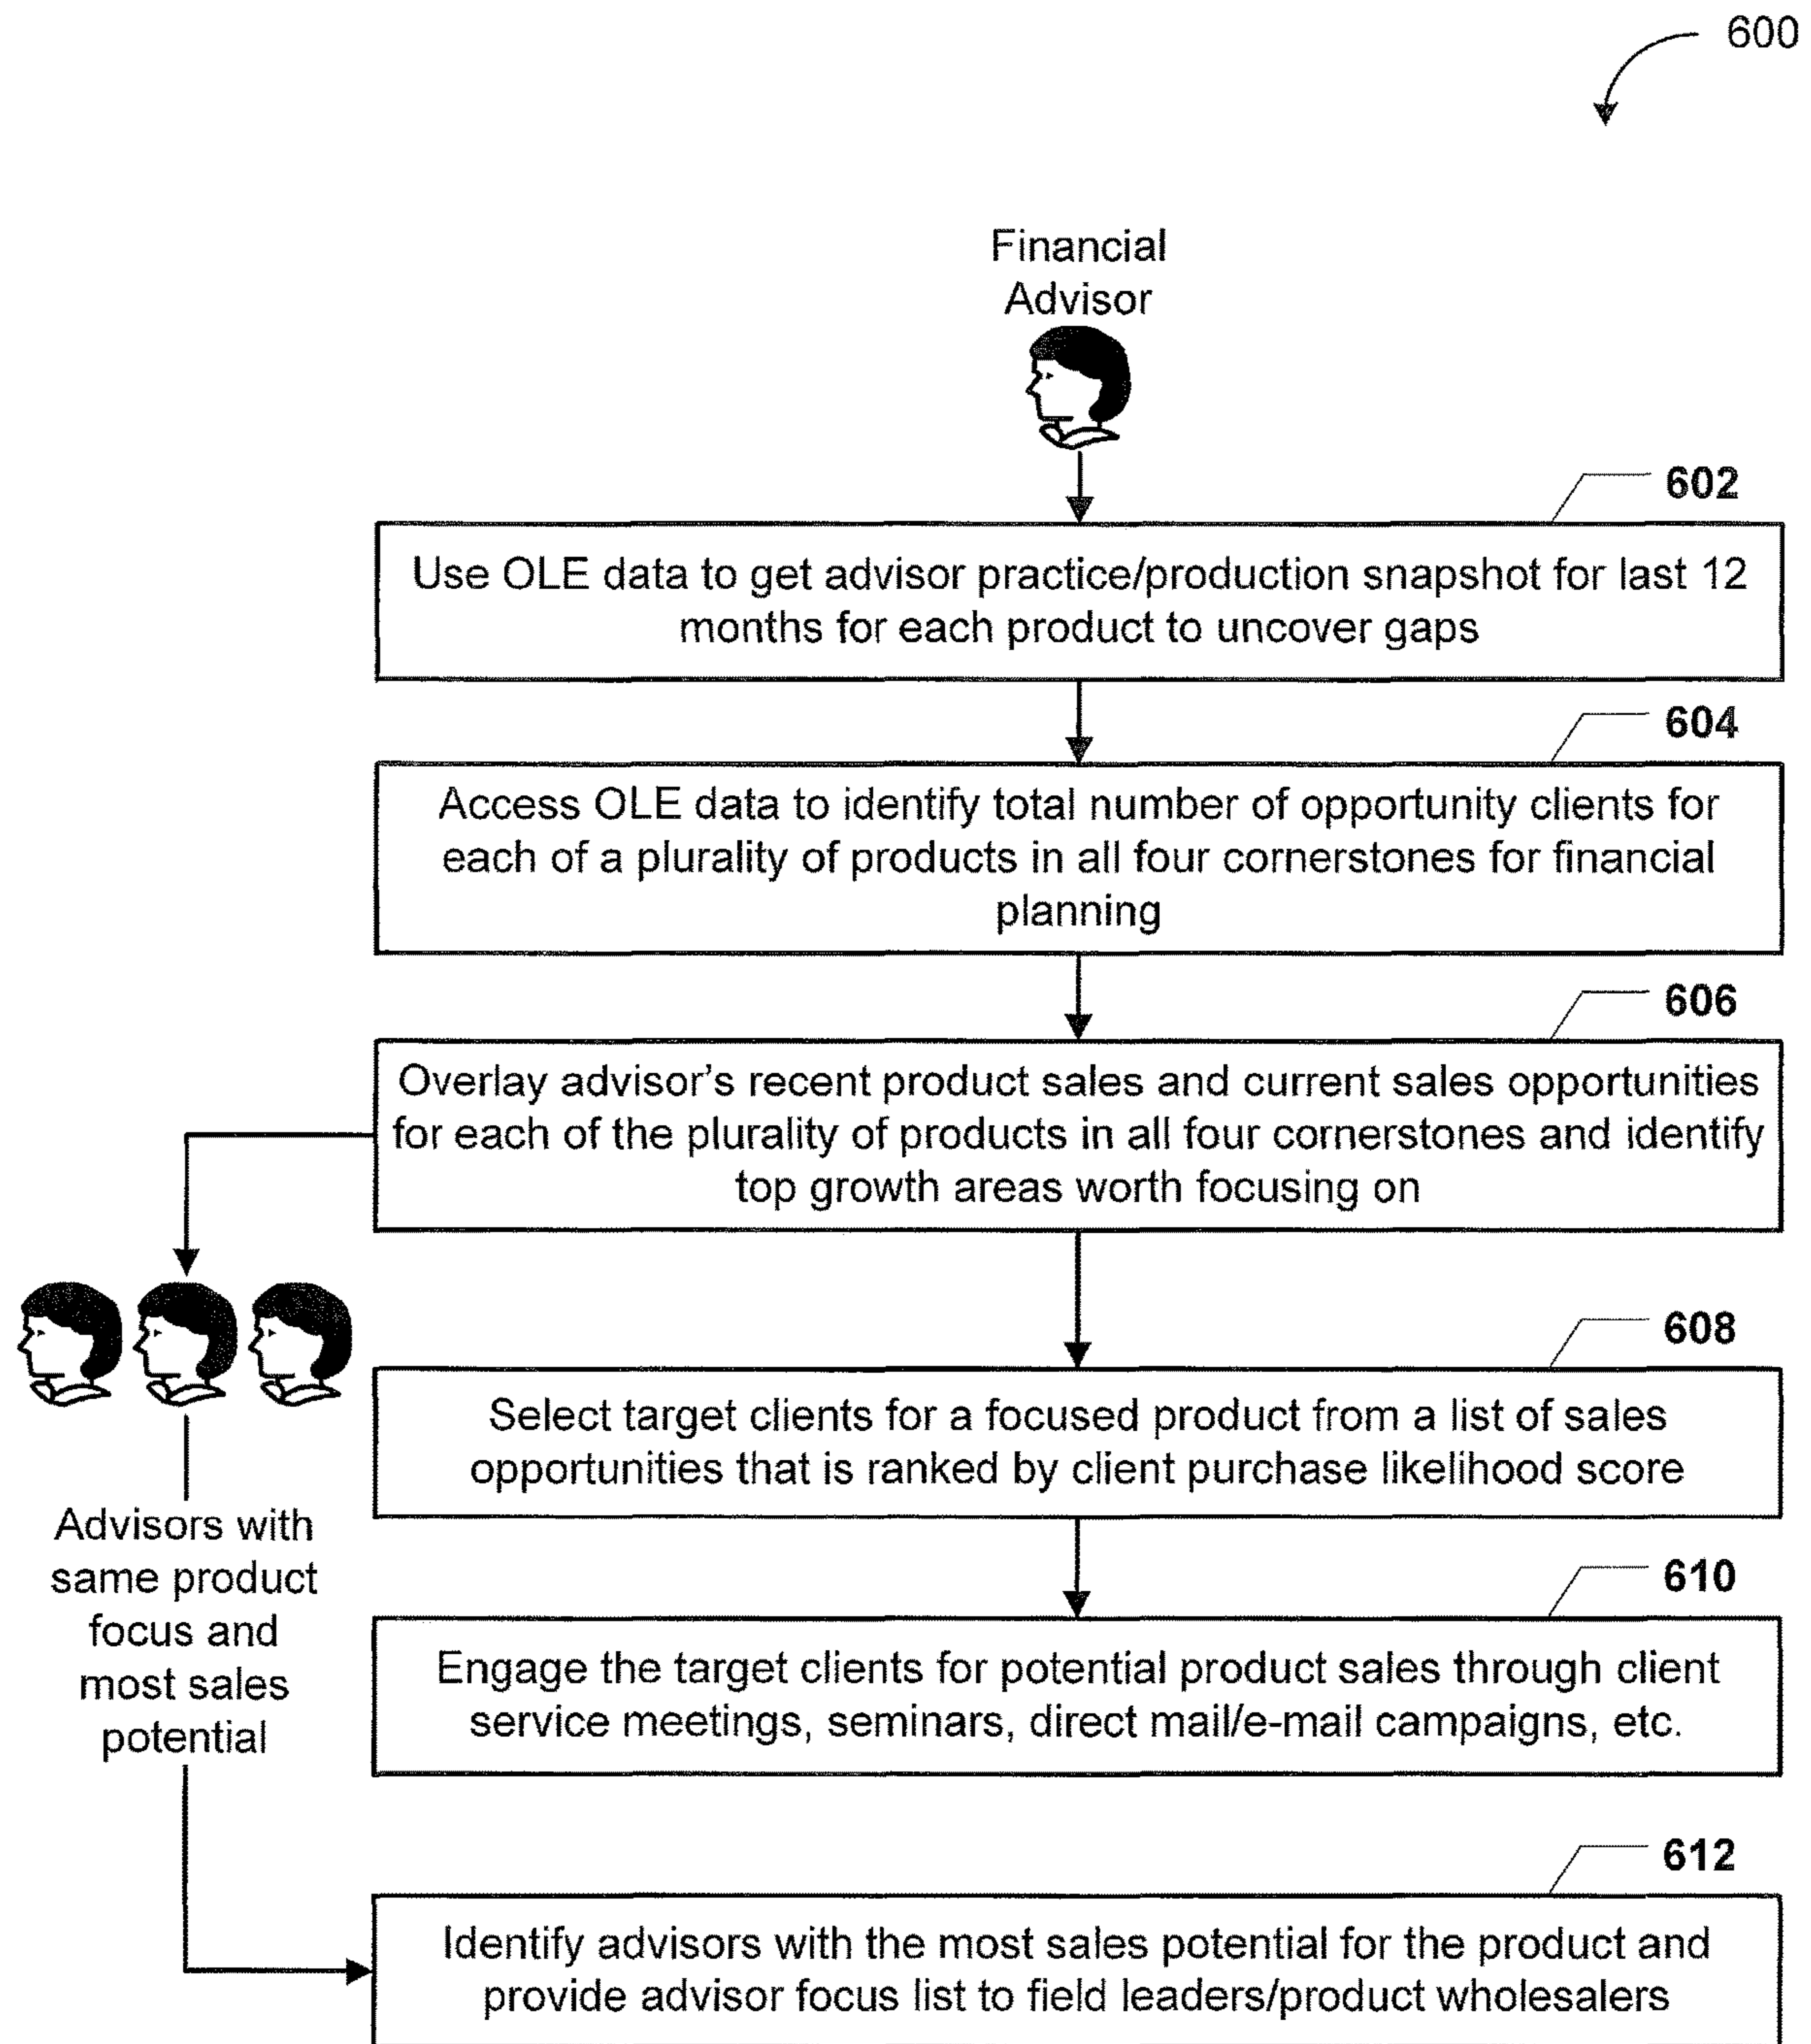 600
Financial
Advisor
602
Use OLE data to get advisor practice/production snapshot for last 12
months for each product to uncover gaps
604
Access OLE data to identify total number of opportunity clients for
each of a plurality of products in all four cornerstones for financial
planning
606
Overlay advisor's recent product sales and current sales opportunities
for each of the plurality of products in all four cornerstones and identify
top growth areas worth focusing on
608
Select target clients for a focused product from a list of sales
opportunities that is ranked by client purchase likelihood score
Advisors with
same product
focus and
most sales
potential
610
Engage the target clients for potential product sales through client
service meetings, seminars, direct mail/e-mail campaigns, etc.
612
Identify advisors with the most sales potential for the product and
provide advisor focus list to field leaders/product wholesalers